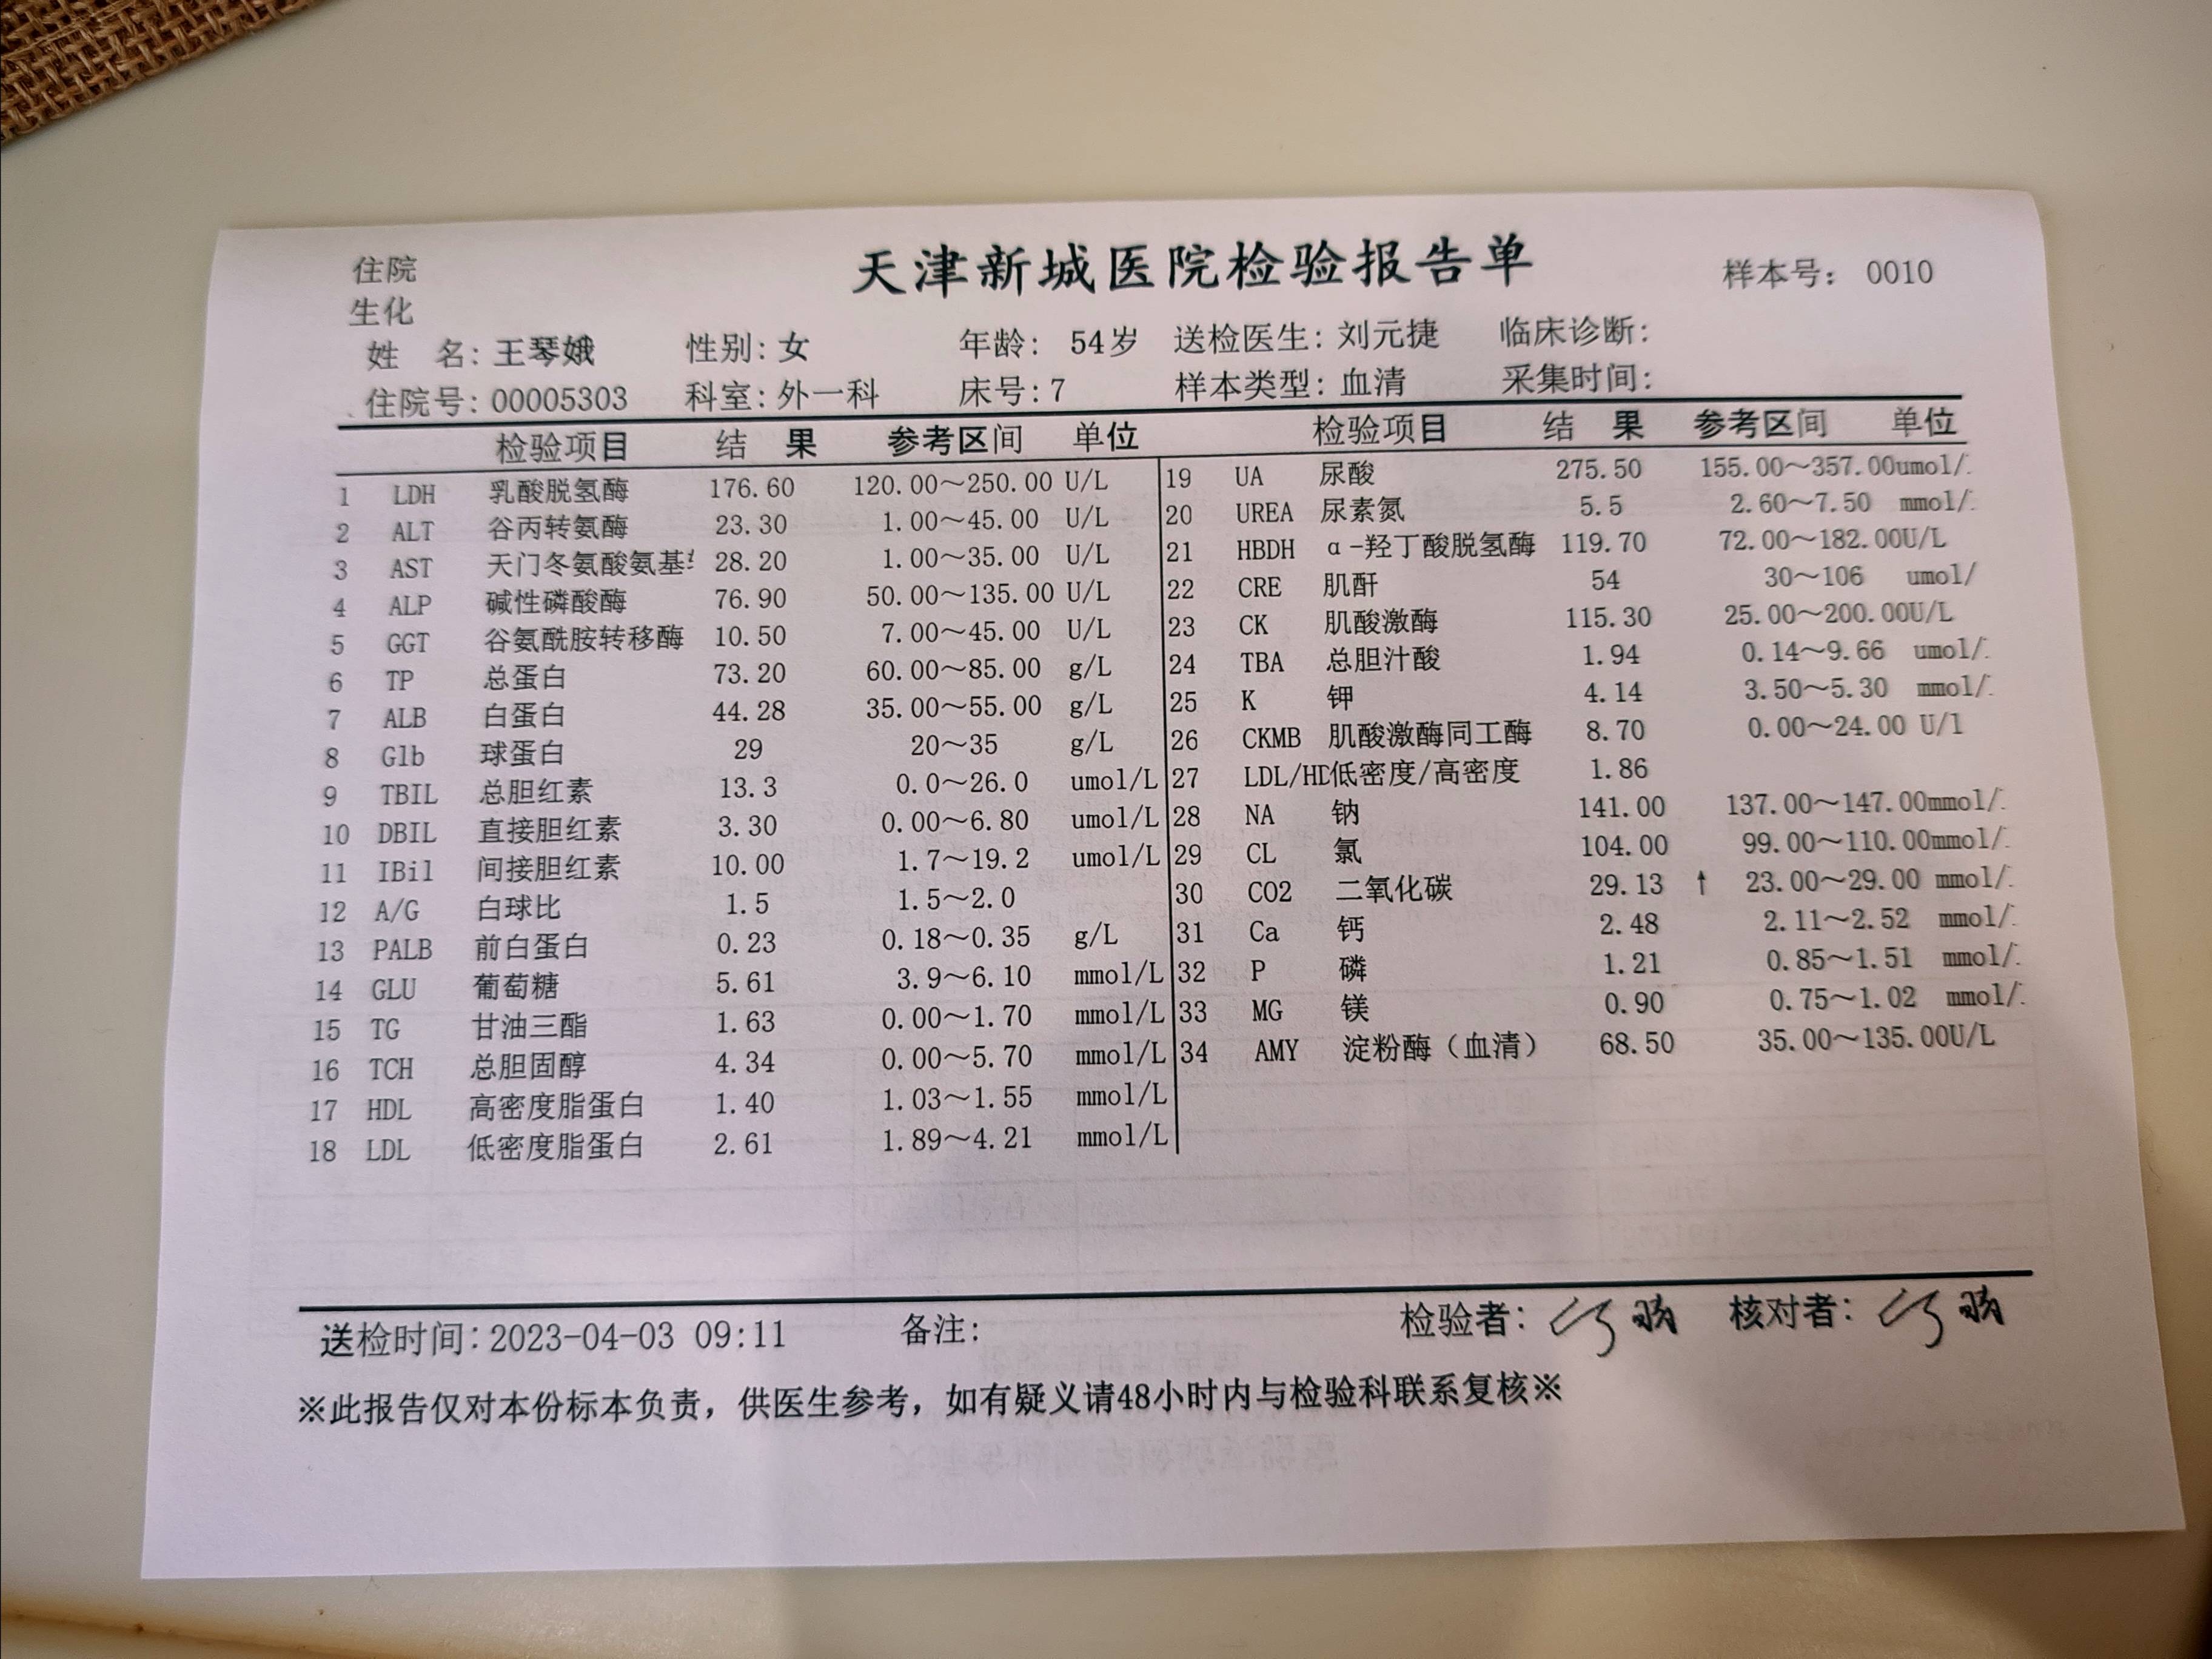 住院
天津新城医院检验报告单
样本号: 0010
生化
姓 名: 王琴娥 性别: 女 年龄: 54岁 送检医生: 刘元捷 临床诊断:
住院号: 00005303 科室: 外一科 床号: 7 样本类型: 血清 采集时间:
检验项目 结 果 参考区间 单位
1 LDH 乳酸脱氢酶 176.60 120.00~250.00 U/L
2 ALT 谷丙转氨酶 23.30 1.00~45.00 U/L
3 AST 天门冬氨酸氨基 28.20 1.00~35.00 U/L
4 ALP 碱性磷酸酶 76.90 50.00~135.00 U/L
5 GGT 谷氨酰胺转移酶 10.50 7.00~45.00 U/L
6 TP 总蛋白 73.20 60.00~85.00 g/L
7 ALB 白蛋白 44.28 35.00~55.00 g/L
8 Glb 球蛋白 29 20~35 g/L
9 TBIL 总胆红素 13.3 0.0~26.0 umol/L
10 DBIL 直接胆红素 3.30 0.00~6.80 umol/L
11 IBil 间接胆红素 10.00 1.7~19.2 umol/L
12 A/G 白球比 1.5 1.5~2.0
13 PALB 前白蛋白 0.23 0.18~0.35 g/L
14 GLU 葡萄糖 5.61 3.9~6.10 mmol/L
15 TG 甘油三酯 1.63 0.00~1.70 mmol/L
16 TCH 总胆固醇 4.34 0.00~5.70 mmol/L
17 HDL 高密度脂蛋白 1.40 1.03~1.55 mmol/L
18 LDL 低密度脂蛋白 2.61 1.89~4.21 mmol/L
检验项目 结 果 参考区间 单位
19 UA 尿酸 275.50 155.00~357.00umol/
20 UREA 尿素氮 5.5 2.60~7.50 mmol/
21 HBDH α-羟丁酸脱氢酶 119.70 72.00~182.00U/L
22 CRE 肌酐 54 30~106 umol/
23 CK 肌酸激酶 115.30 25.00~200.00U/L
24 TBA 总胆汁酸 1.94 0.14~9.66 umol/
25 K 钾 4.14 3.50~5.30 mmol/
26 CKMB 肌酸激酶同工酶 8.70 0.00~24.00 U/l
27 LDL/HD低密度/高密度 1.86
28 NA 钠 141.00 137.00~147.00mmol/
29 CL 氯 104.00 99.00~110.00mmol/
30 CO2 二氧化碳 29.13 ↑ 23.00~29.00 mmol/
31 Ca 钙 2.48 2.11~2.52 mmol/
32 P 磷 1.21 0.85~1.51 mmol/
33 MG 镁 0.90 0.75~1.02 mmol/
34 AMY 淀粉酶（血清） 68.50 35.00~135.00U/L
送检时间: 2023-04-03 09:11 备注: 检验者: 核对者:
※此报告仅对本份标本负责，供医生参考，如有疑义请48小时内与检验科联系复核※